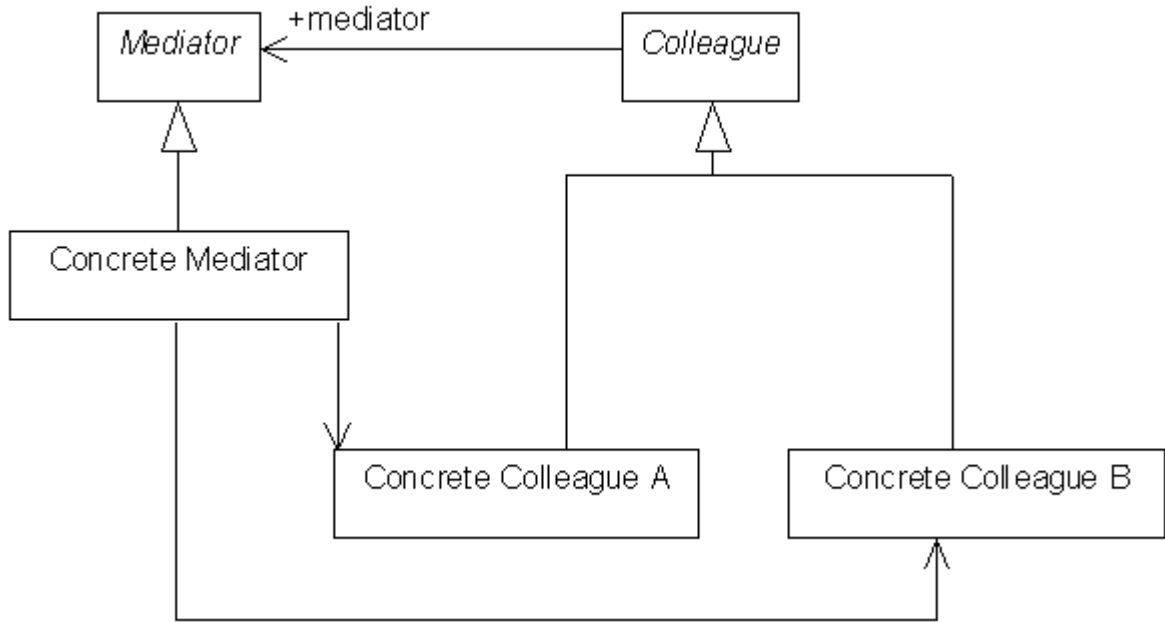 Mediator
+mediator
Colleague
Concrete Mediator
Concrete Colleague A
Concrete Colleague B